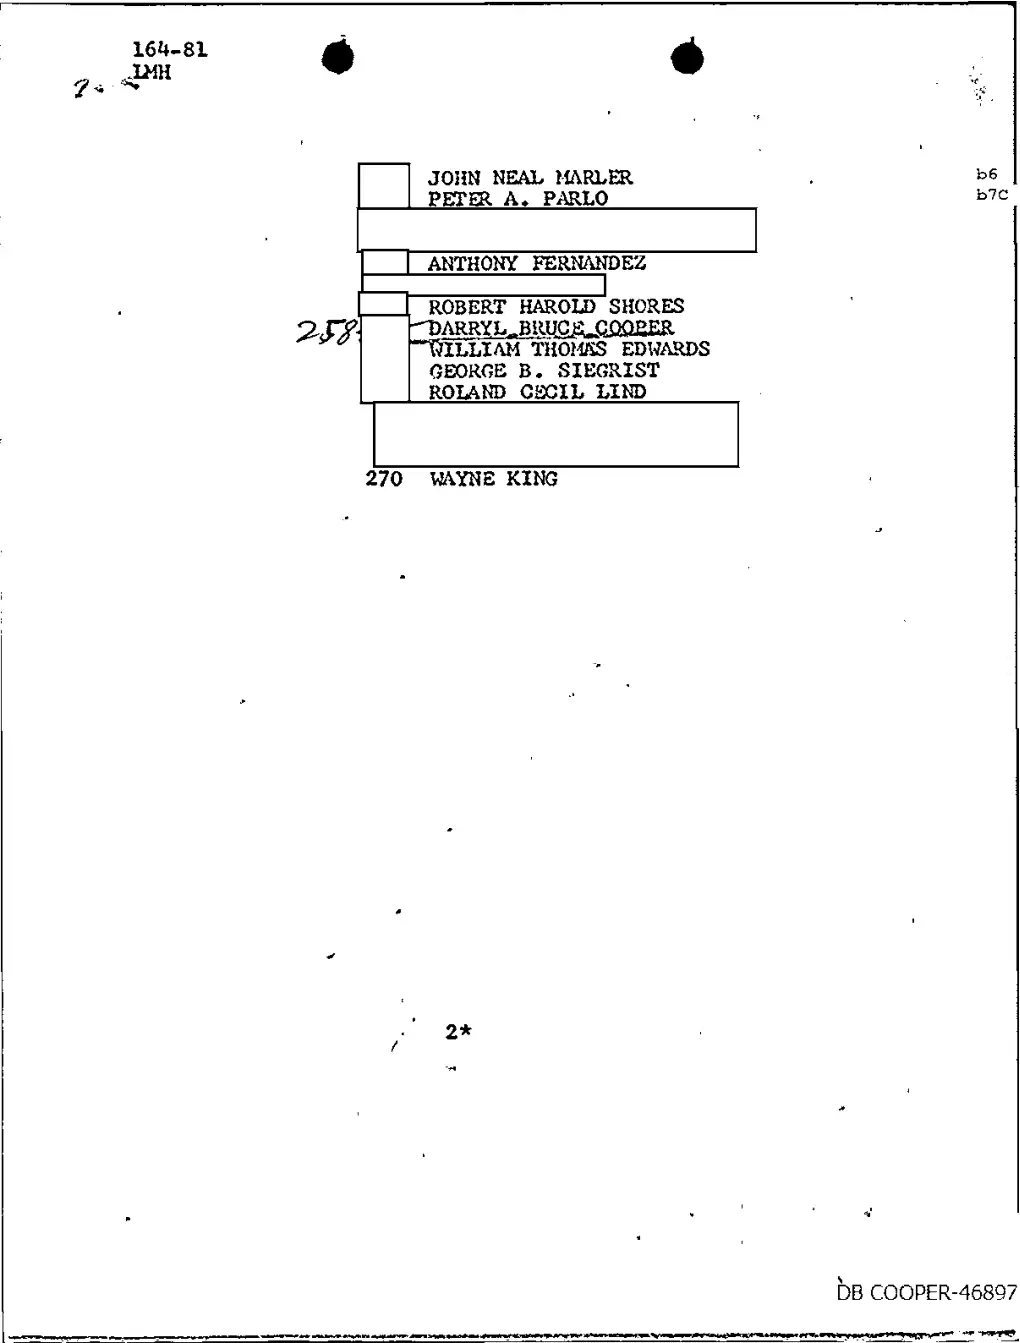 164-81
LMH
b6
b7C
JOHN NEAL MARLER
PETER A. PARLO
ANTHONY FERNANDEZ
ROBERT HAROLD SHORES
258
DARRYL BRUCE COOPER
WILLIAM THOMAS EDWARDS
GEORGE B. SIEGRIST
ROLAND CECIL LIND
270 WAYNE KING
2*
DB COOPER-46897